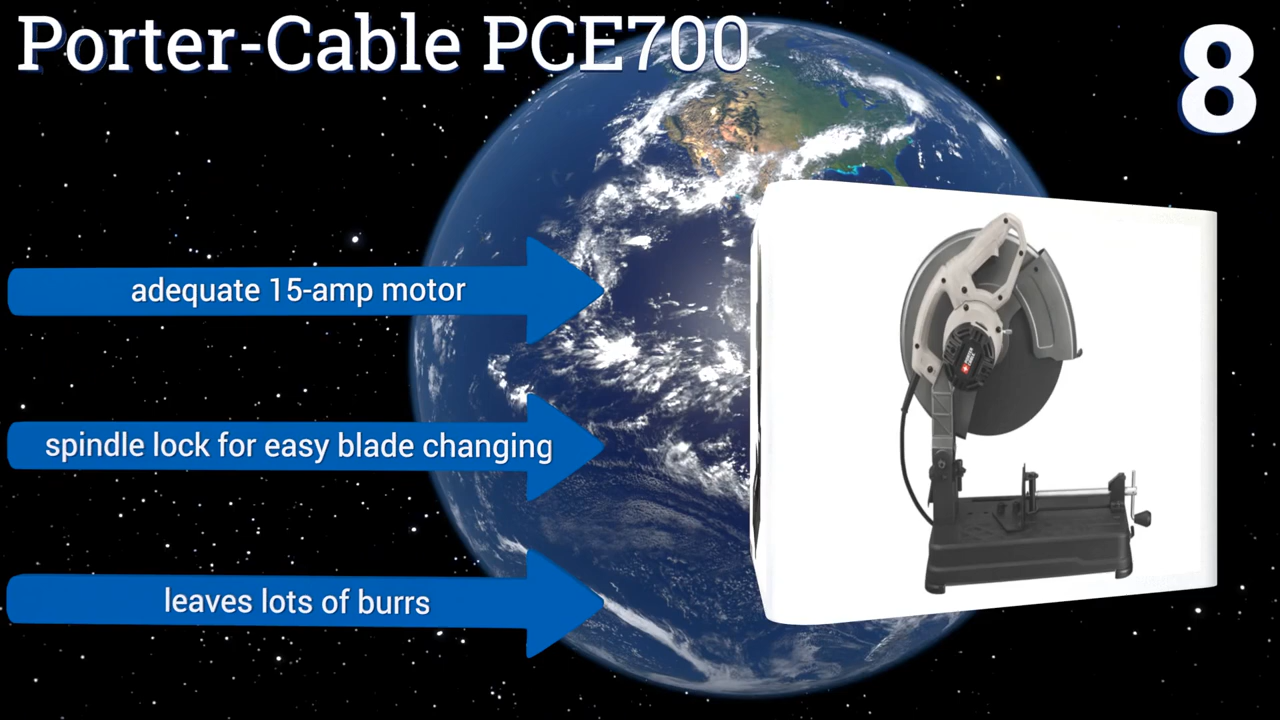 Porter-Cable PCE700
8
adequate 15-amp motor
spindle lock for easy blade changing
leaves lots of burrs